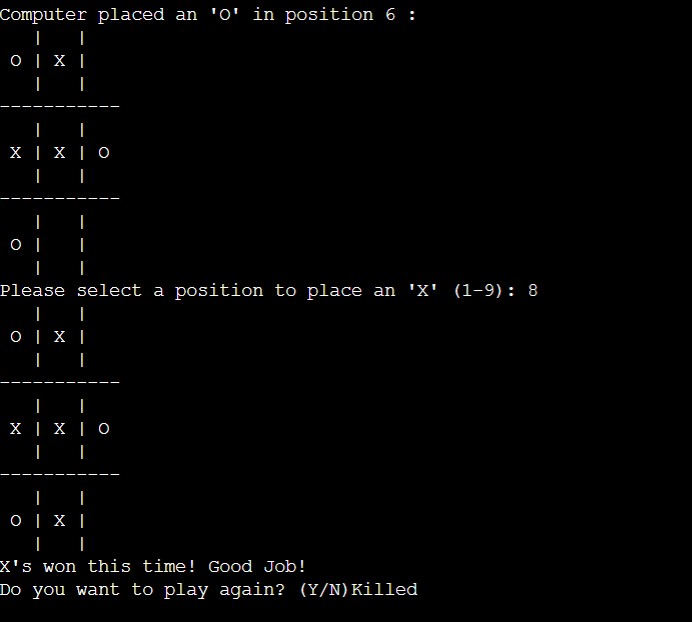 Computer placed an 'O' in position 6 :
   |   |
 O | X |
   |   |
-----------
   |   |
 X | X | O
   |   |
-----------
   |   |
 O |   |
   |   |
Please select a position to place an 'X' (1-9): 8
   |   |
 O | X |
   |   |
-----------
   |   |
 X | X | O
   |   |
-----------
   |   |
 O | X |
   |   |
X's won this time! Good Job!
Do you want to play again? (Y/N)Killed